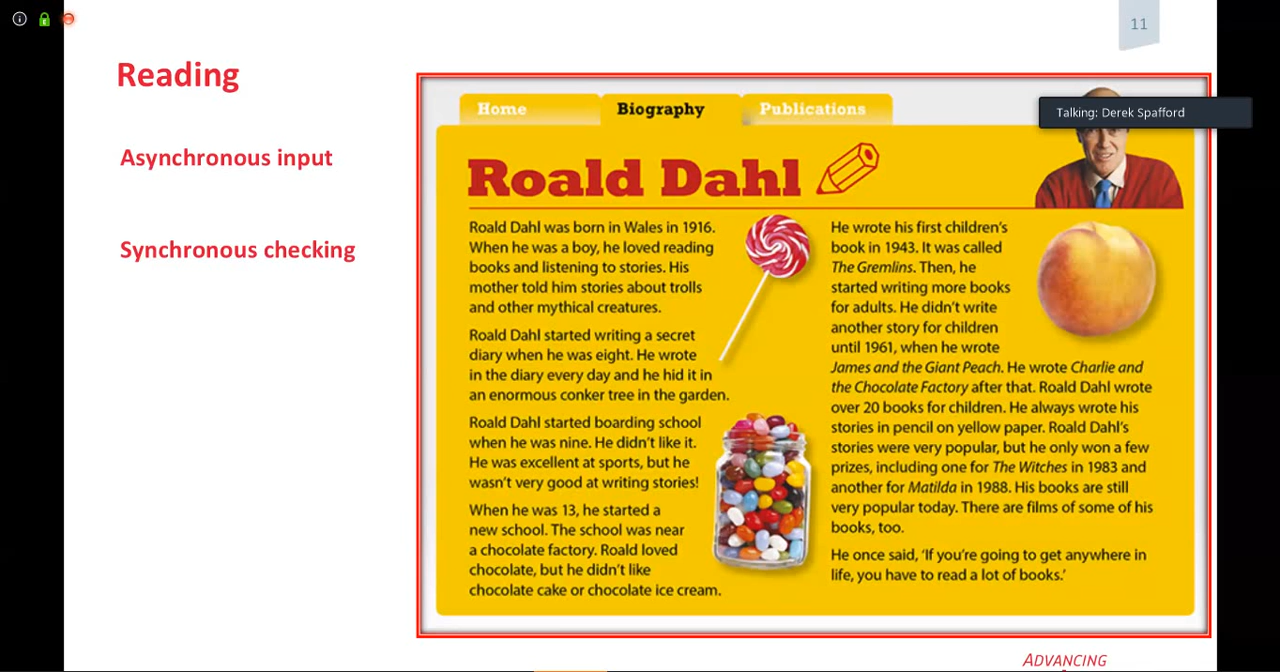 11
Reading
Asynchronous input
Synchronous checking
Home
Biography
Publications
Talking: Derek Spafford
Roald Dahl
Roald Dahl was born in Wales in 1916.
When he was a boy, he loved reading
books and listening to stories. His
mother told him stories about trolls
and other mythical creatures.
Roald Dahl started writing a secret
diary when he was eight. He wrote
in the diary every day and he hid it in
an enormous conker tree in the garden.
Roald Dahl started boarding school
when he was nine. He didn't like it.
He was excellent at sports, but he
wasn't very good at writing stories!
When he was 13, he started a
new school. The school was near
a chocolate factory. Roald loved
chocolate, but he didn't like
chocolate cake or chocolate ice cream.
He wrote his first children's
book in 1943. It was called
The Gremlins. Then, he
started writing more books
for adults. He didn't write
another story for children
until 1961, when he wrote
James and the Giant Peach. He wrote Charlie and
the Chocolate Factory after that. Roald Dahl wrote
over 20 books for children. He always wrote his
stories in pencil on yellow paper. Roald Dahl's
stories were very popular, but he only won a few
prizes, including one for The Witches in 1983 and
another for Matilda in 1988. His books are still
very popular today. There are films of some of his
books, too.
He once said, 'If you're going to get anywhere in
life, you have to read a lot of books.'
ADVANCING